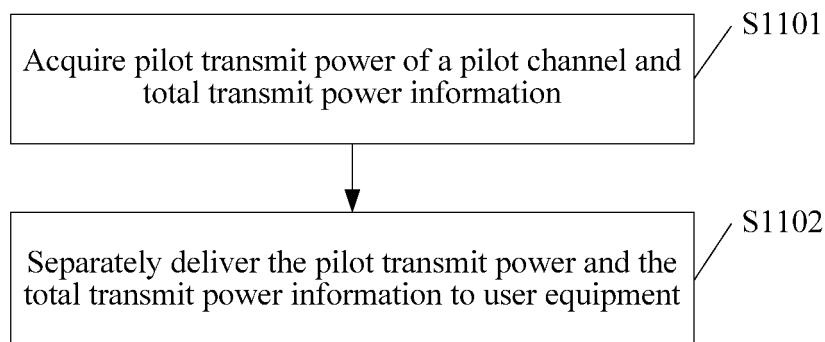 S1101
Acquire pilot transmit power of a pilot channel and
total transmit power information
S1102
Separately deliver the pilot transmit power and the
total transmit power information to user equipment